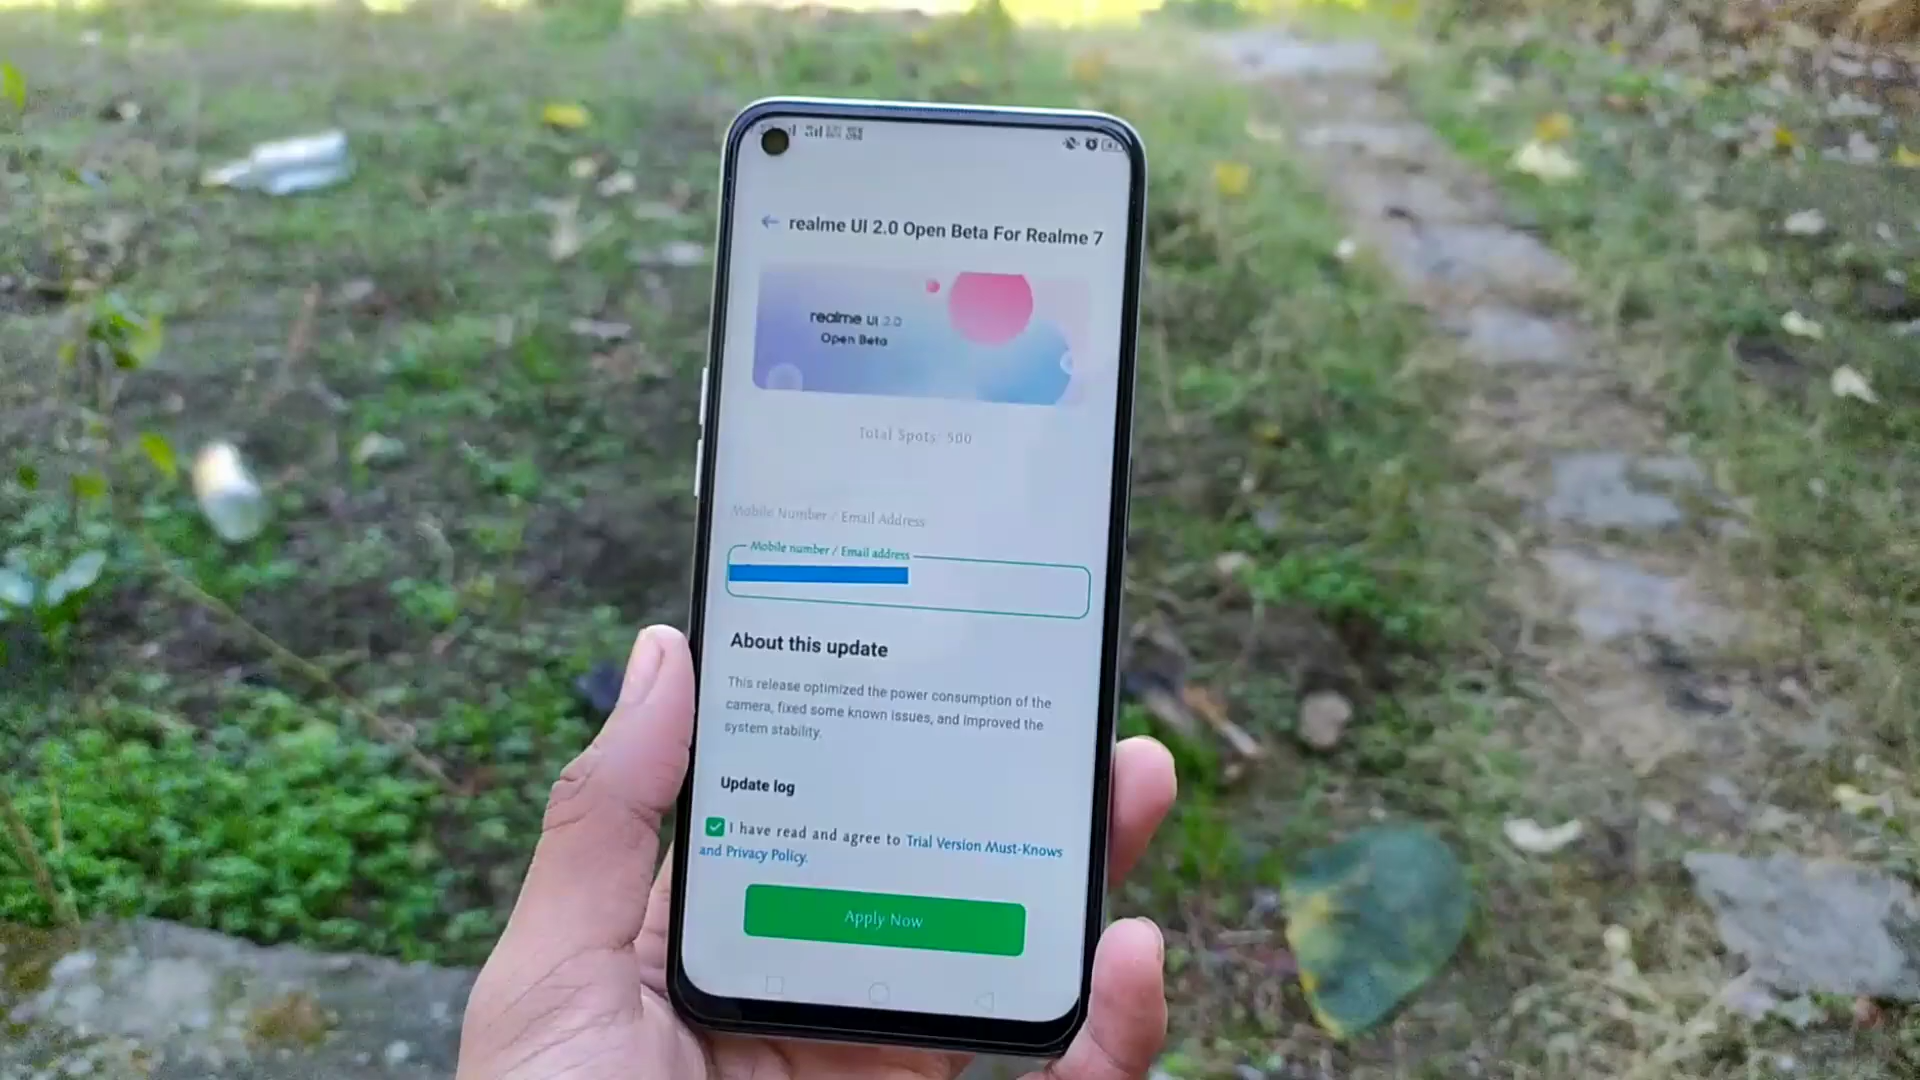 realme UI 2.0 Open Beta For Realme 7
realme UI 2.0
Open Beta
Total Spots: 500
Mobile Number / Email Address
Mobile number / Email address
About this update
This release optimized the power consumption of the
camera, fixed some known issues, and improved the
system stability.
Update log
I have read and agree to Trial Version Must-Knows
and Privacy Policy.
Apply Now